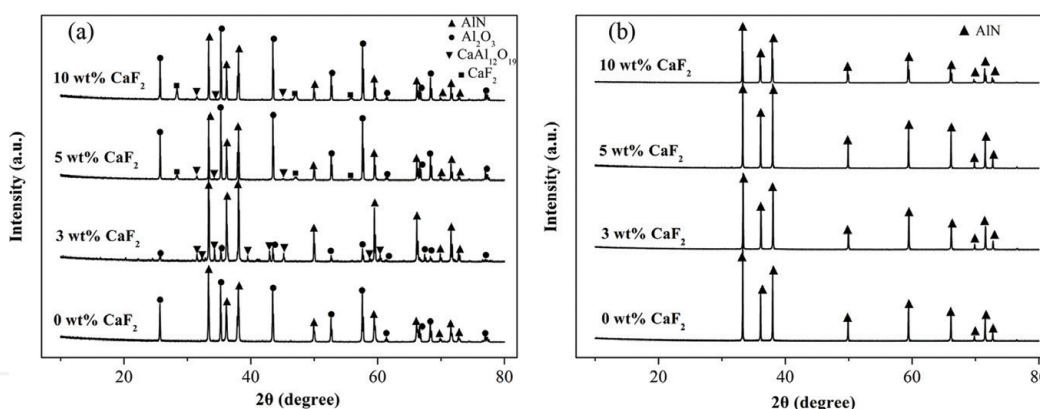 (a)
▲ AlN
● Al₂O₃
▼ CaAl₁₂O₁₉
■ CaF₂
10 wt% CaF₂
5 wt% CaF₂
3 wt% CaF₂
0 wt% CaF₂
Intensity (a.u.)
20 40 60 80
2θ (degree)
(b)
▲ AlN
10 wt% CaF₂
5 wt% CaF₂
3 wt% CaF₂
0 wt% CaF₂
Intensity (a.u.)
20 40 60 80
2θ (degree)